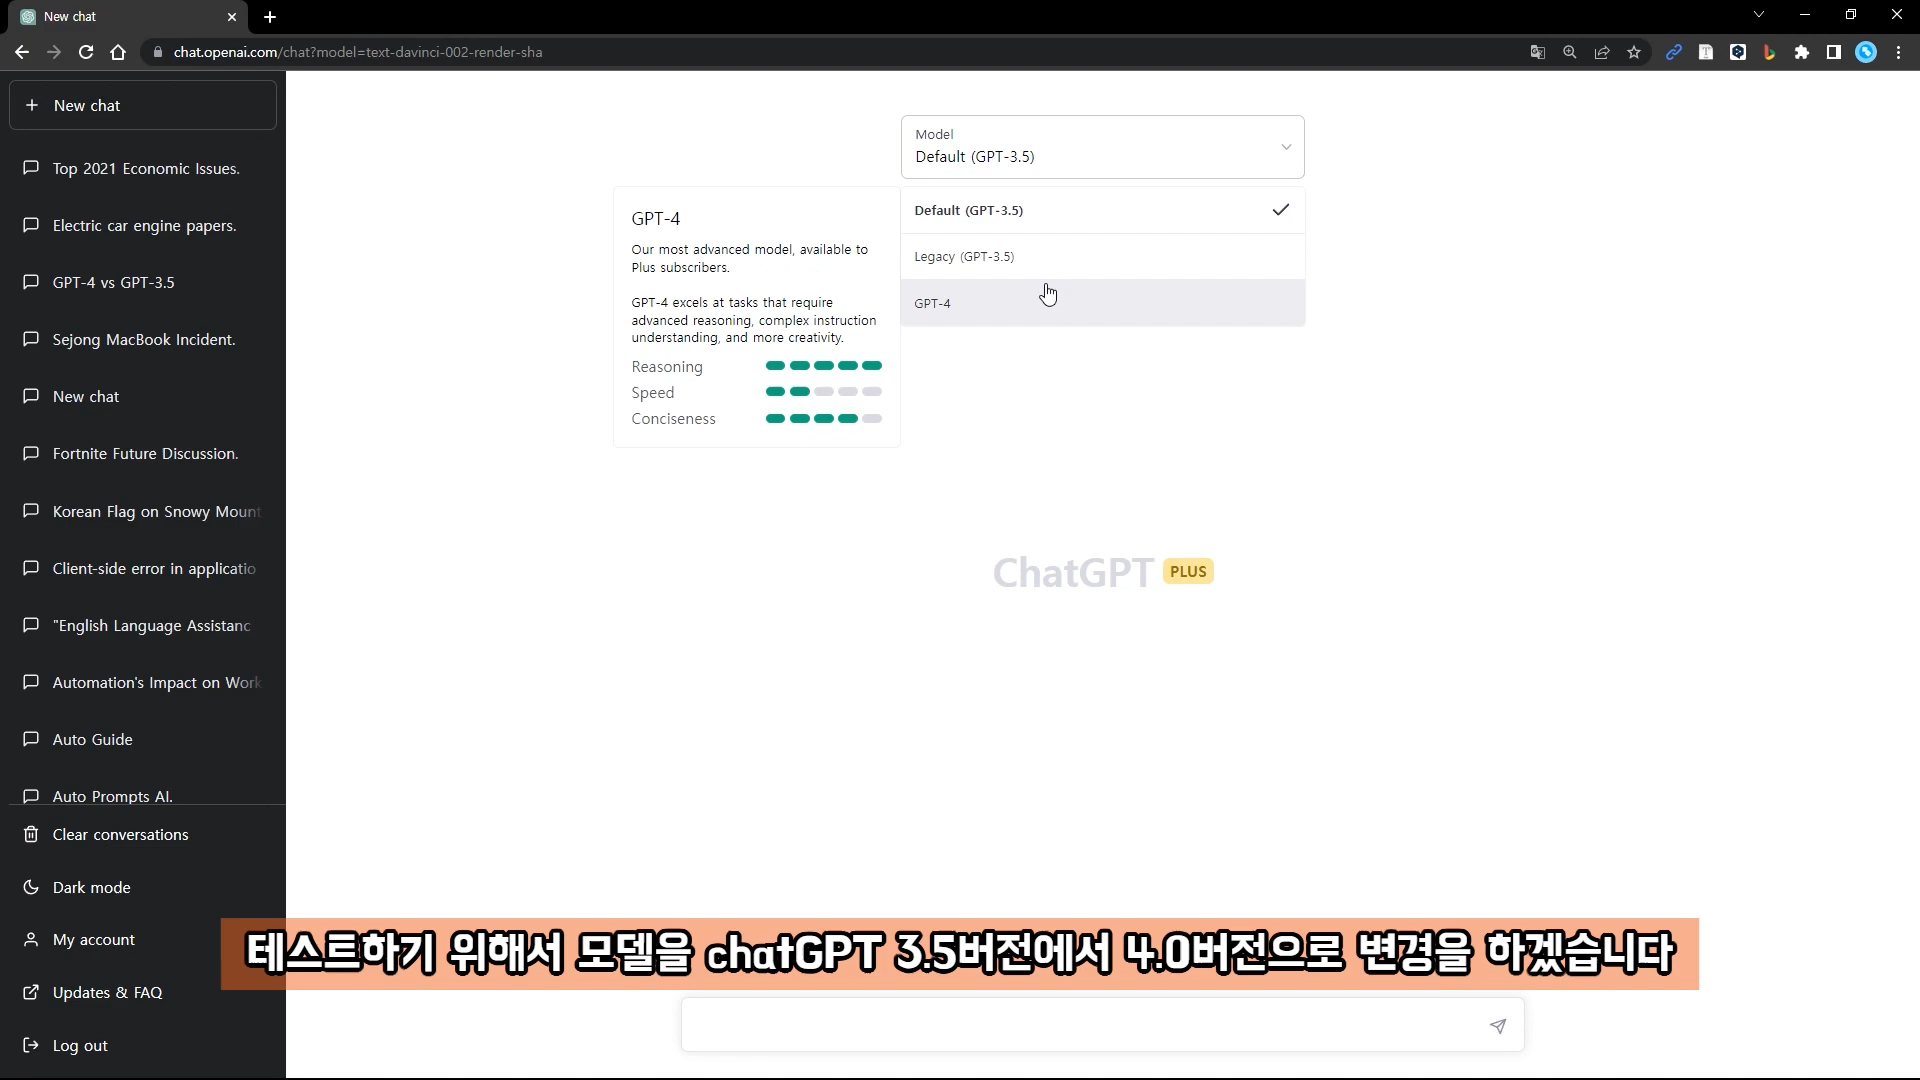 New chat
chat.openai.com/chat?model=text-davinci-002-render-sha
New chat
Top 2021 Economic Issues.
Electric car engine papers.
GPT-4 vs GPT-3.5
Sejong MacBook Incident.
New chat
Fortnite Future Discussion.
Korean Flag on Snowy Mount
Client-side error in applicatio
"English Language Assistanc
Automation's Impact on Work
Auto Guide
Auto Prompts AI.
Clear conversations
Dark mode
My account
Updates & FAQ
Log out
Model
Default (GPT-3.5)
Default (GPT-3.5)
Legacy (GPT-3.5)
GPT-4
GPT-4
Our most advanced model, available to
Plus subscribers.
GPT-4 excels at tasks that require
advanced reasoning, complex instruction
understanding, and more creativity.
Reasoning
Speed
Conciseness
ChatGPT PLUS
테스트하기 위해서 모델을 chatGPT 3.5버전에서 4.0버전으로 변경을 하겠습니다